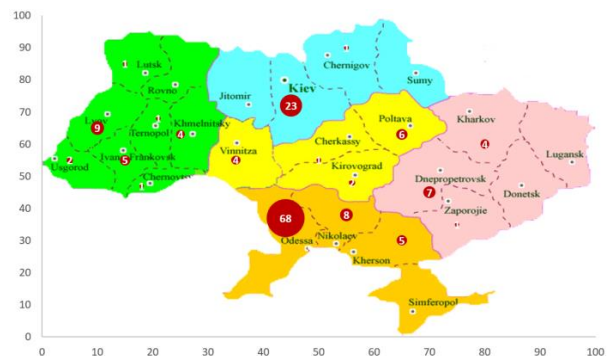 100
90
80
70
60
50
40
30
20
10
0
Lutsk
Rovno
Chernigov
Sumy
Kiev
23
Jitomir
Lvov
9
Ternopol
Khmelnitsky
4
Ivano Frankovsk
5
Usgorod
2
Chernovtsy
1
Vinnitza
4
Cherkassy
Poltava
6
Kirovograd
Kharkov
4
Lugansk
Dnepropetrovsk
7
Donetsk
Zaporojie
68
Odessa
8
Nikolaev
5
Kherson
Simferopol
0 10 20 30 40 50 60 70 80 90 100